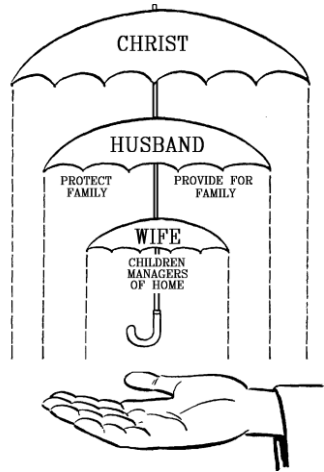 CHRIST
HUSBAND
PROTECT
FAMILY
PROVIDE FOR
FAMILY
WIFE
CHILDREN
MANAGERS
OF HOME